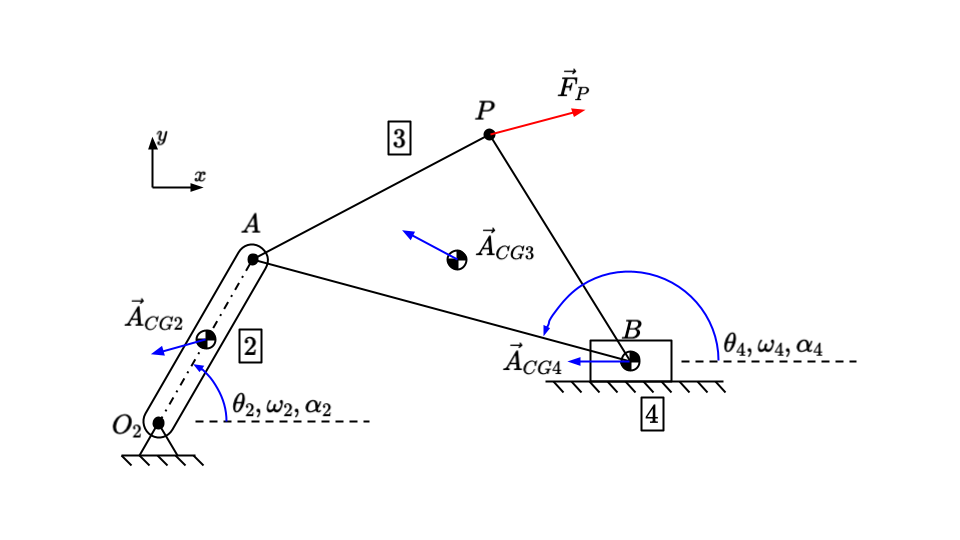 $\vec{F}_P$
P
3
y
x
A
$\vec{A}_{CG3}$
$\vec{A}_{CG2}$
2
B
$\theta_4, \omega_4, \alpha_4$
$\vec{A}_{CG4}$
$\theta_2, \omega_2, \alpha_2$
4
$O_2$